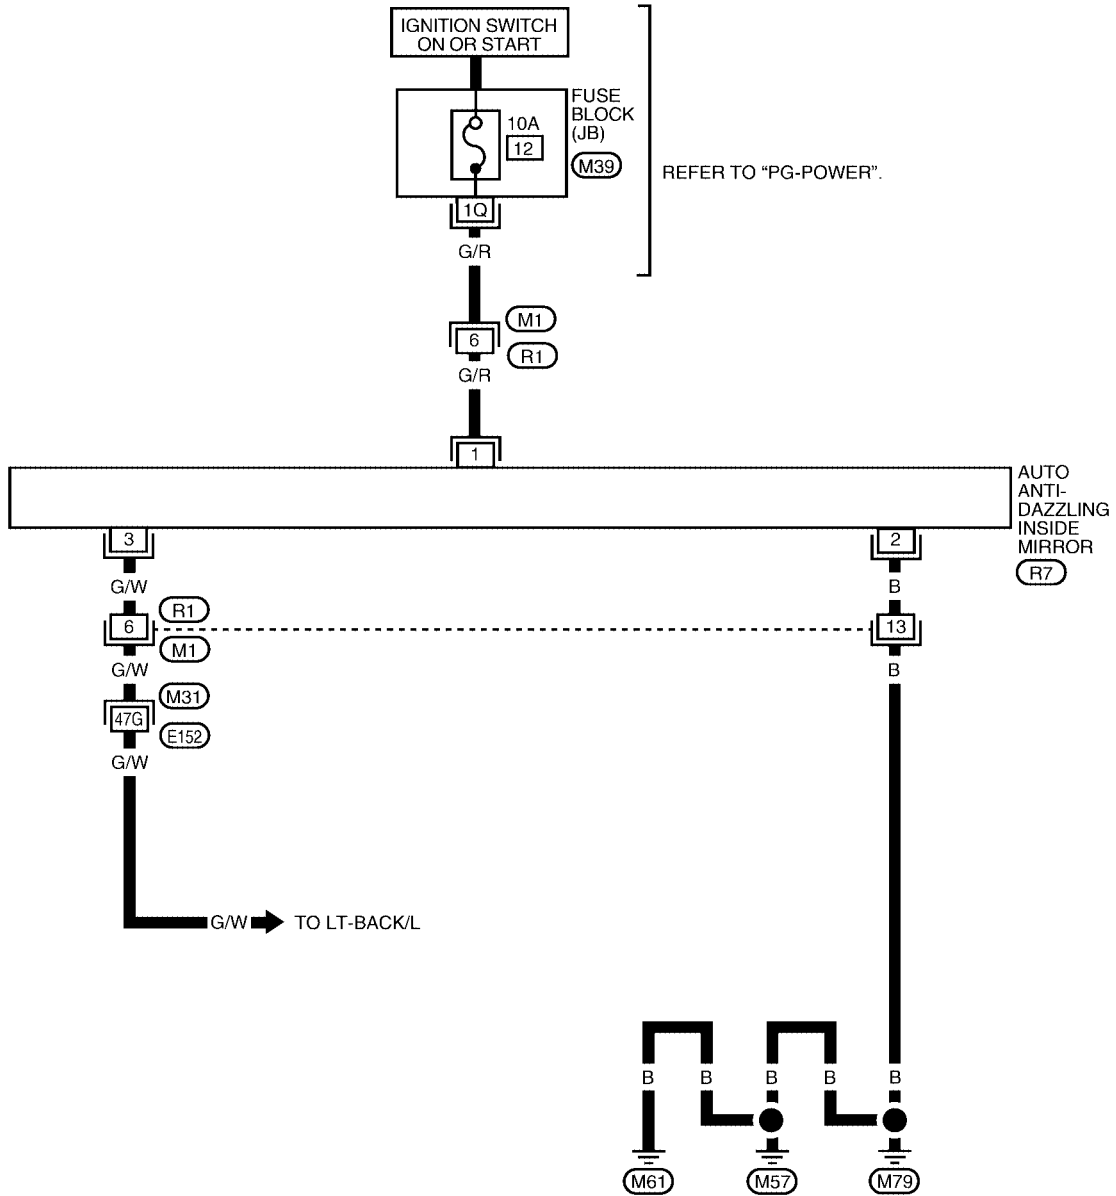 IGNITION SWITCH
ON OR START
FUSE
BLOCK
(JB)
10A
12
M39
REFER TO “PG-POWER”.
1Q
G/R
M1
6
R1
G/R
1
AUTO
ANTI-
DAZZLING
INSIDE
MIRROR
R7
3
2
G/W
B
R1
6
13
M1
G/W
B
M31
47G
E152
G/W
G/W
TO LT-BACK/L
B
B
B
B
B
M61
M57
M79